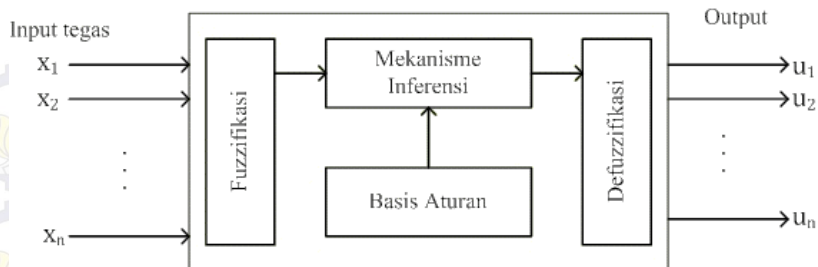 Input tegas
x₁
x₂
xₙ
Fuzzifikasi
Mekanisme
Inferensi
Basis Aturan
Defuzzifikasi
Output
u₁
u₂
uₙ